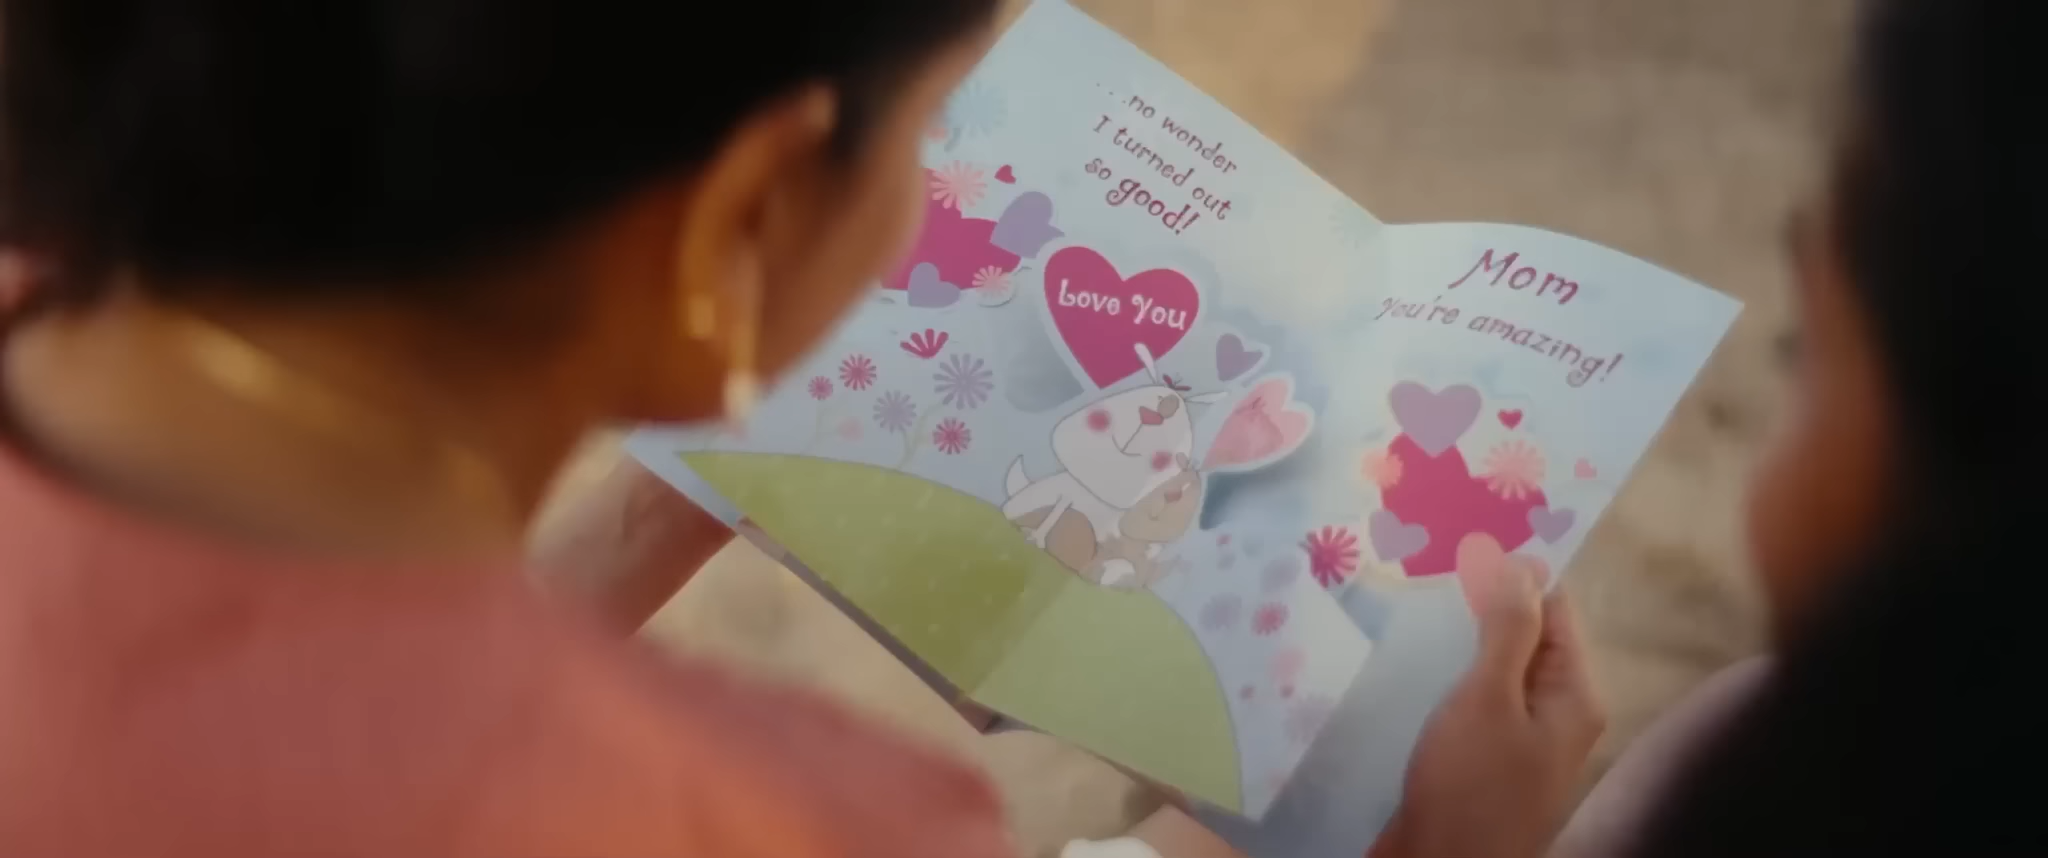 ...no wonder
I turned out
so good!
Love You
Mom
you're amazing!